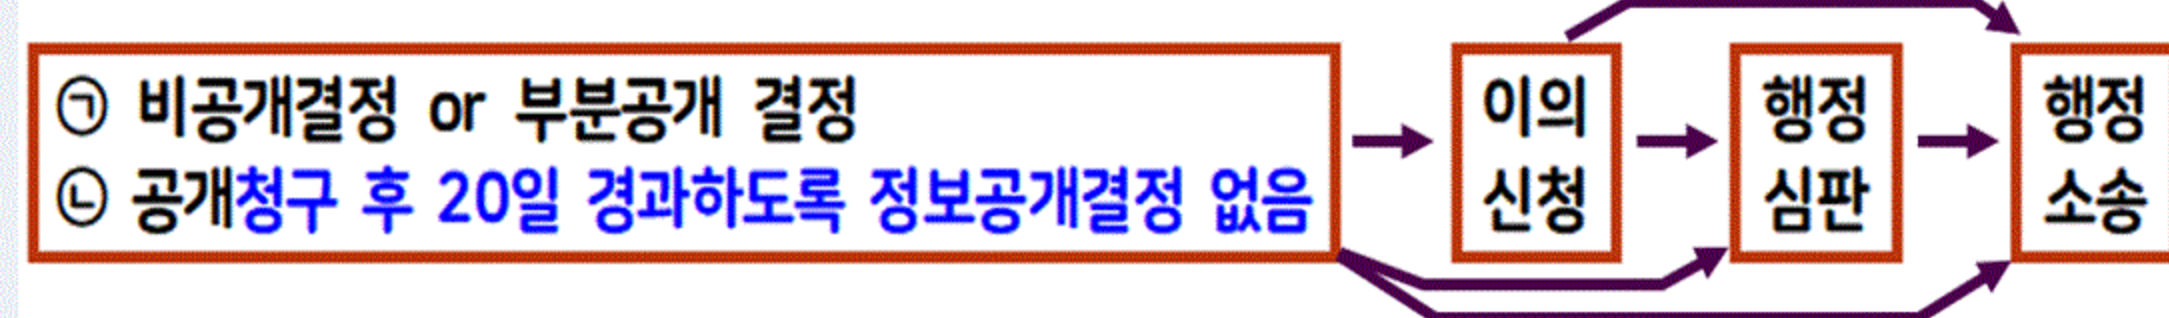 ㉠ 비공개결정 or 부분공개 결정
㉡ 공개청구 후 20일 경과하도록 정보공개결정 없음
이의
신청
행정
심판
행정
소송